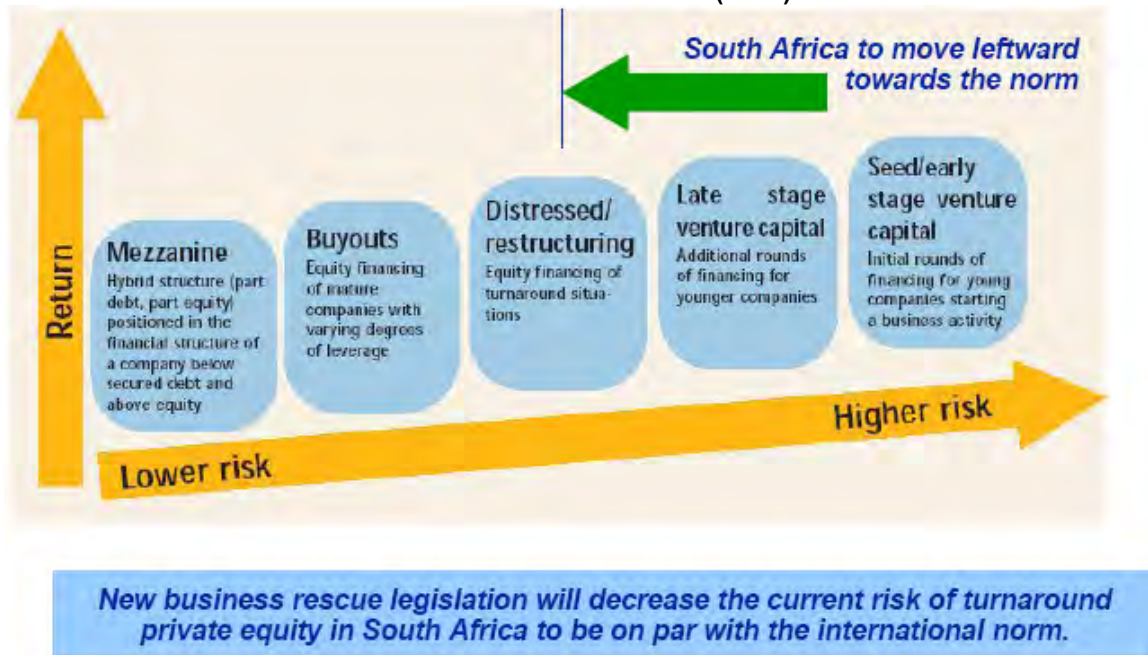 South Africa to move leftward
towards the norm
Return
Mezzanine
Hybrid structure (part
debt, part equity)
positioned in the
financial structure of
a company below
secured debt and
above equity
Buyouts
Equity financing
of mature
companies with
varying degrees
of leverage
Distressed/
restructuring
Equity financing of
turnaround situa-
tions
Late stage
venture capital
Additional rounds
of financing for
younger companies
Seed/early
stage venture
capital
Initial rounds of
financing for young
companies starting
a business activity
Lower risk
Higher risk
New business rescue legislation will decrease the current risk of turnaround
private equity in South Africa to be on par with the international norm.